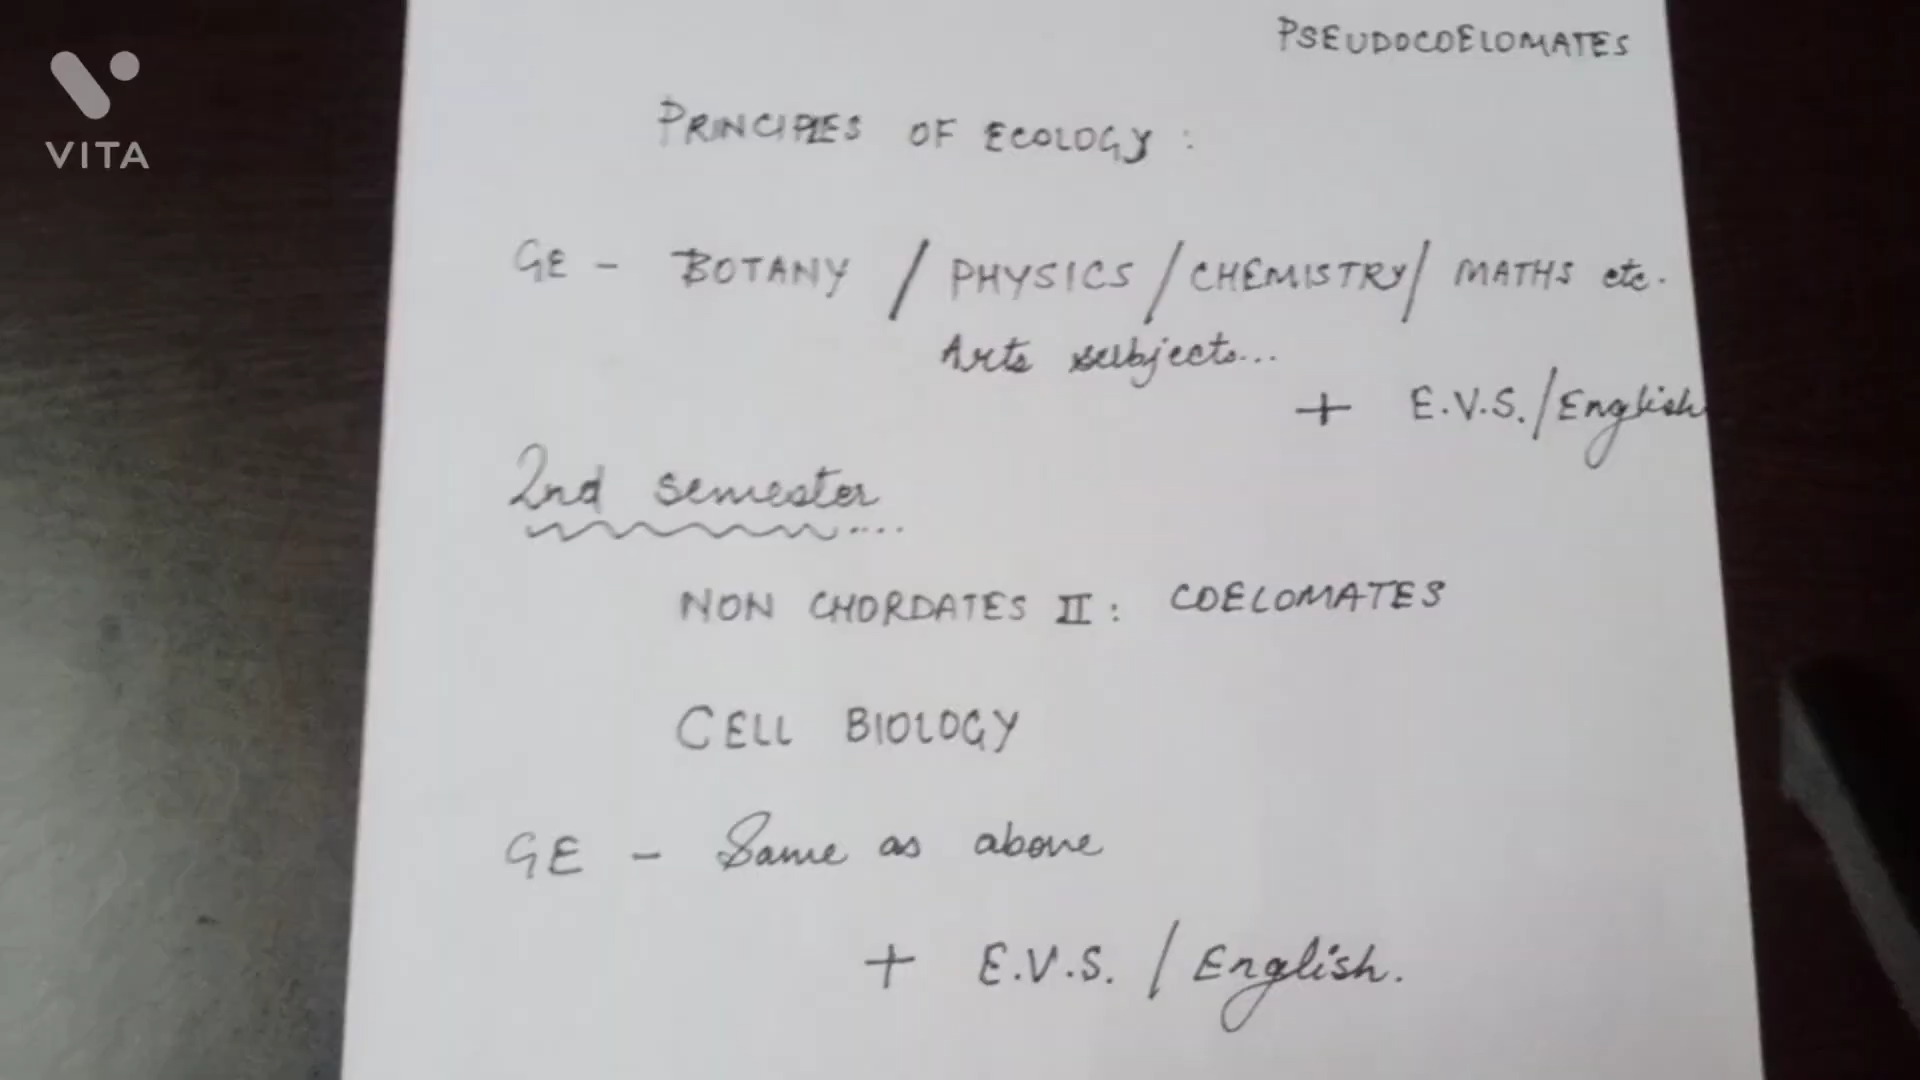 VITA
PSEUDOCOELOMATES
PRINCIPLES OF ECOLOGY :
GE - BOTANY / PHYSICS / CHEMISTRY / MATHS etc.
Arts subjects...
+ E.V.S. / English
2nd semester
....
NON CHORDATES II : COELOMATES
CELL BIOLOGY
GE - Same as above
+ E.V.S. / English.